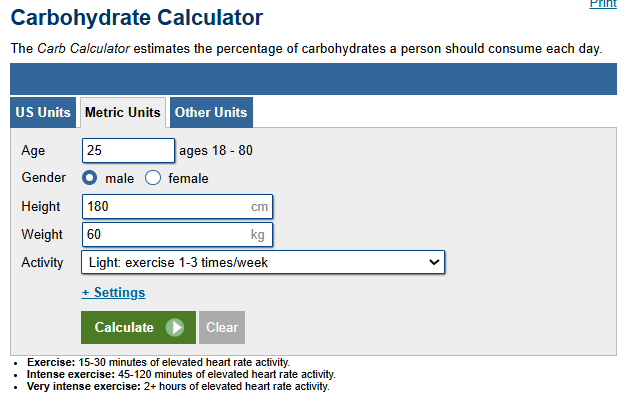 Print
Carbohydrate Calculator
The Carb Calculator estimates the percentage of carbohydrates a person should consume each day.
US Units Metric Units Other Units
Age 25 ages 18 - 80
Gender male female
Height 180 cm
Weight 60 kg
Activity Light: exercise 1-3 times/week
+ Settings
Calculate Clear
• Exercise: 15-30 minutes of elevated heart rate activity.
• Intense exercise: 45-120 minutes of elevated heart rate activity.
• Very intense exercise: 2+ hours of elevated heart rate activity.